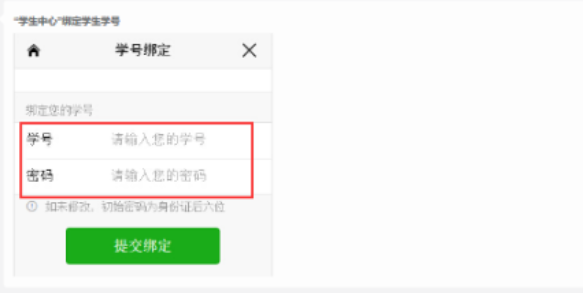 “学生中心”绑定学生学号
学号绑定
绑定您的学号
学号 请输入您的学号
密码 请输入您的密码
如未修改，初始密码为身份证后六位
提交绑定